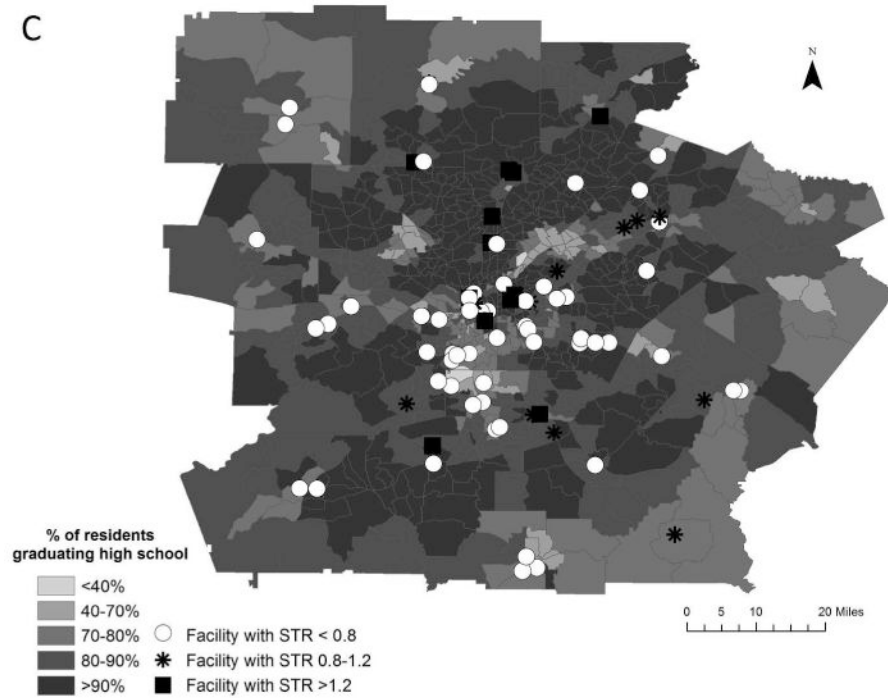 C
N
% of residents
graduating high school
<40%
40-70%
70-80%
80-90%
>90%
Facility with STR < 0.8
Facility with STR 0.8-1.2
Facility with STR >1.2
0 5 10 20 Miles